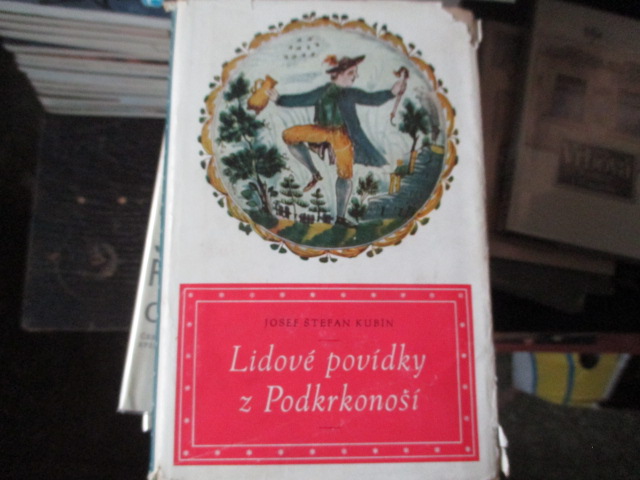 JOSEF ŠTEFAN KUBÍN
Lidové povídky
z Podkrkonoší